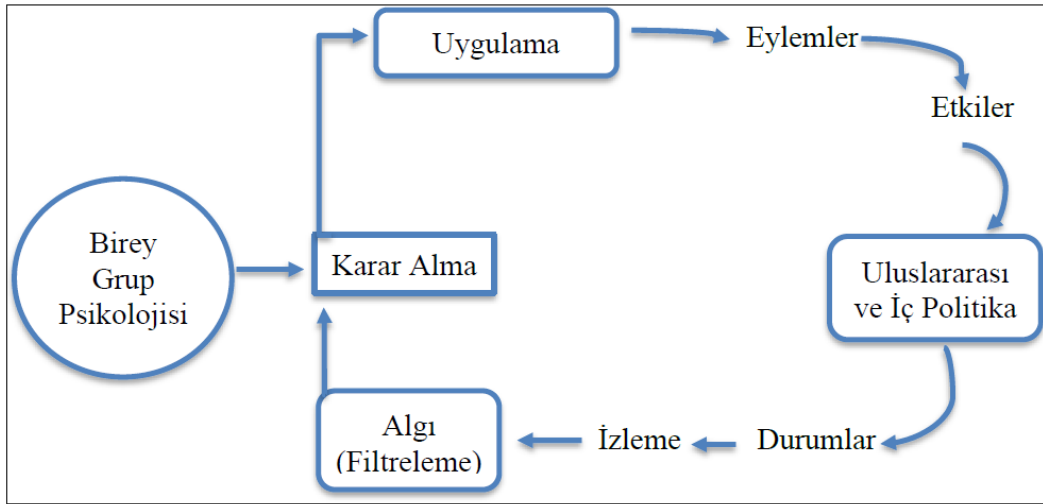 Uygulama
Eylemler
Etkiler
Birey
Grup
Psikolojisi
Karar Alma
Uluslararası
ve İç Politika
Algı
(Filtreleme)
İzleme
Durumlar